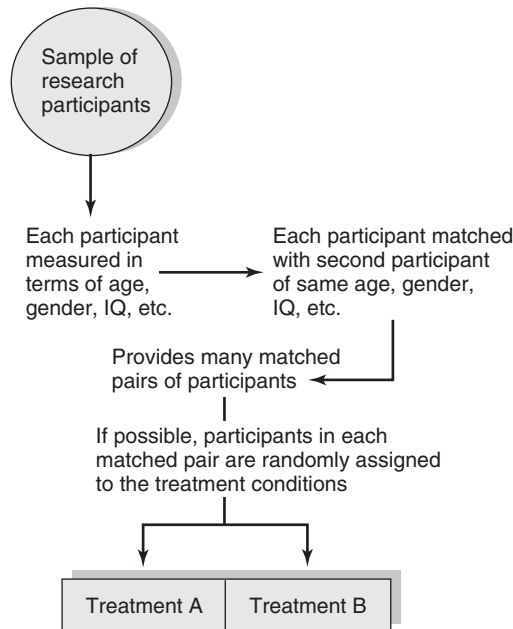 Sample of
research
participants
Each participant
measured in
terms of age,
gender, IQ, etc.
Each participant matched
with second participant
of same age, gender,
IQ, etc.
Provides many matched
pairs of participants
If possible, participants in each
matched pair are randomly assigned
to the treatment conditions
Treatment A
Treatment B